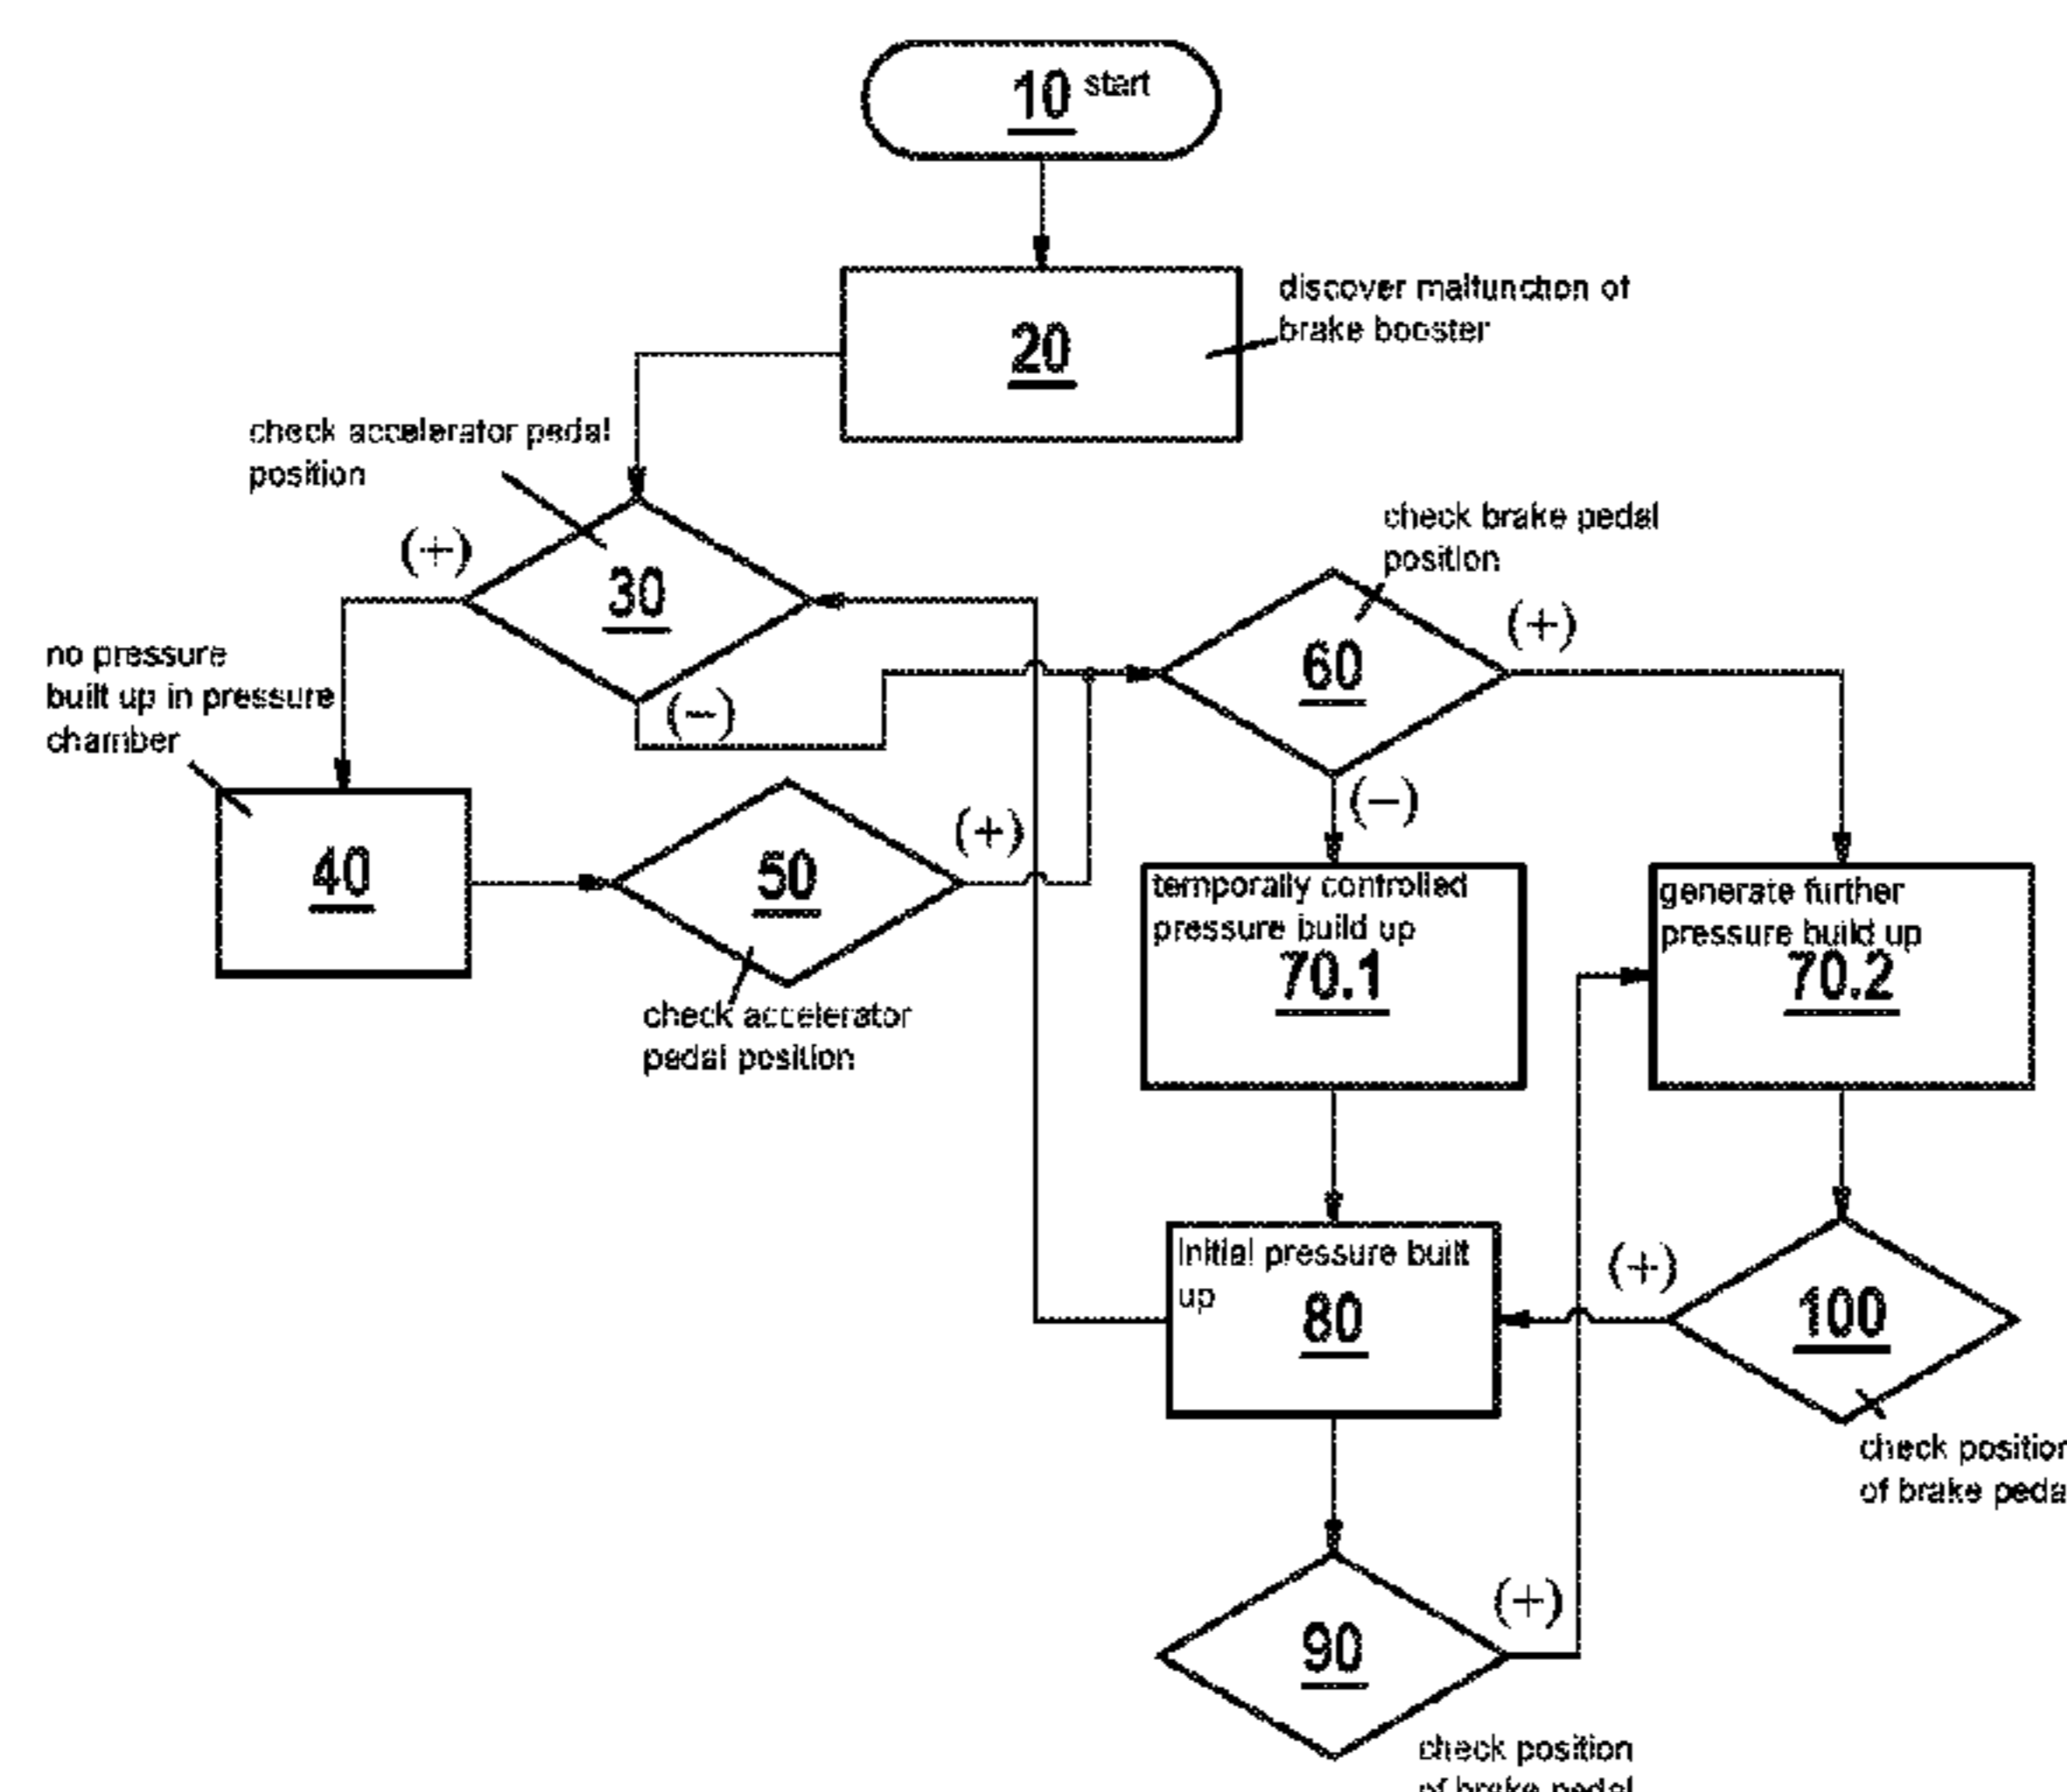 10 start
discover malfunction of
brake booster
20
check accelerator pedal
position
(+)
30
(−)
check brake pedal
position
(+)
60
(−)
no pressure
built up in pressure
chamber
40
50
(+)
check accelerator
pedal position
temporally controlled
pressure build up
70.1
generate further
pressure build up
70.2
initial pressure built
up
80
(+)
100
check position
of brake peda
90
(+)
check position
of brake pedal